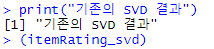 > print("기존의 SVD 결과")
[1] "기존의 SVD 결과"
> (itemRating_svd)